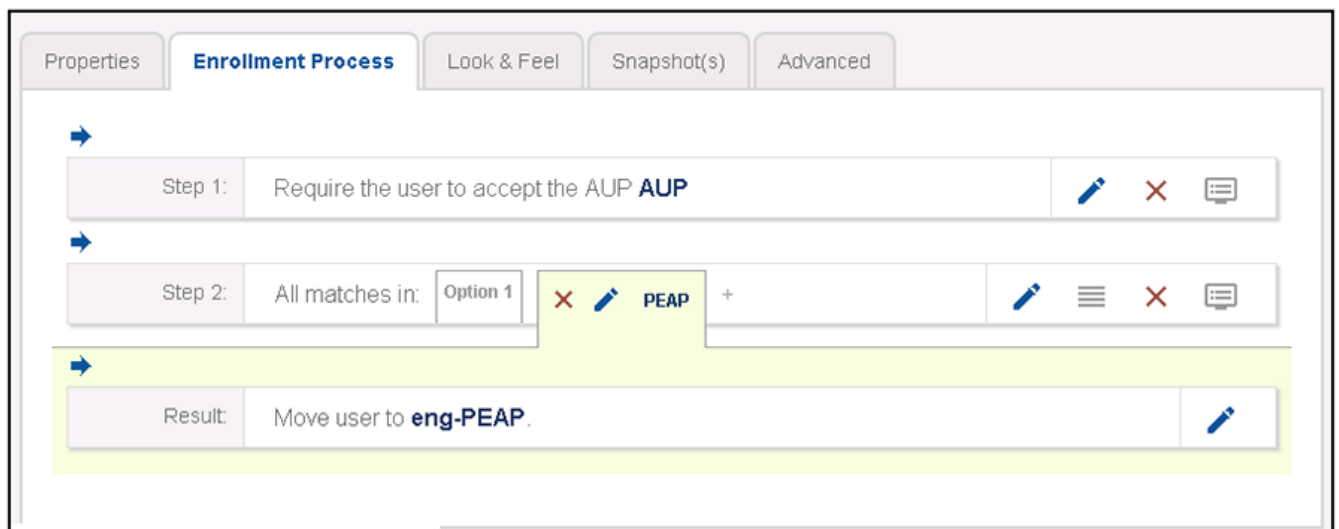 Properties Enrollment Process Look & Feel Snapshot(s) Advanced
Step 1: Require the user to accept the AUP AUP
Step 2: All matches in: Option 1 PEAP +
Result: Move user to eng-PEAP.